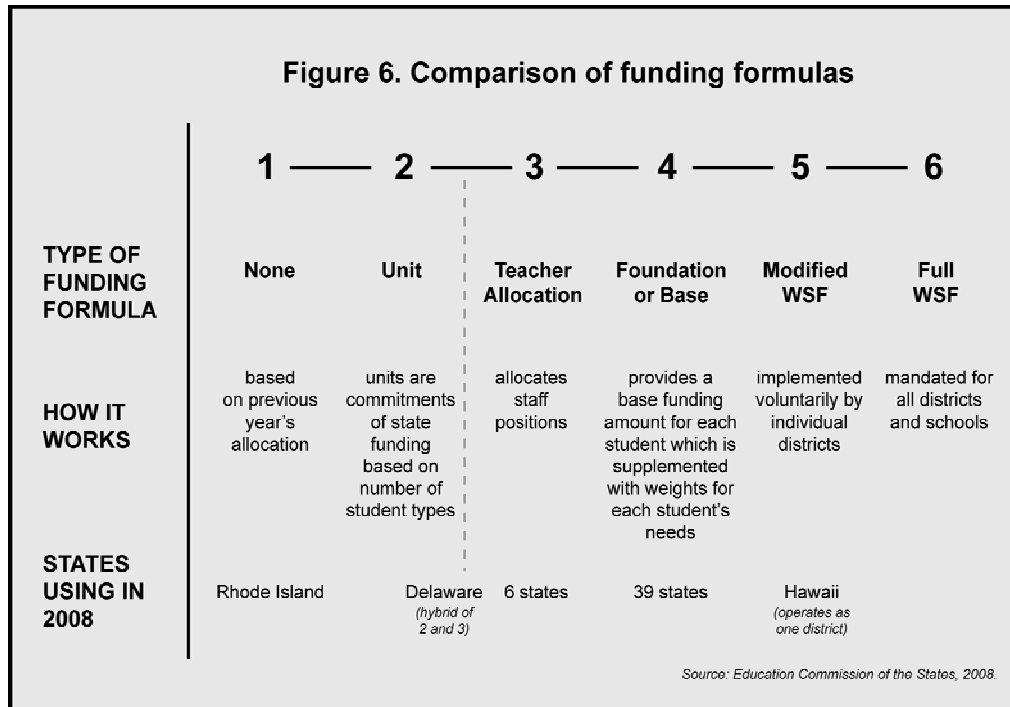 Figure 6. Comparison of funding formulas
1 2 3 4 5 6
TYPE OF
FUNDING
FORMULA
None
Unit
Teacher
Allocation
Foundation
or Base
Modified
WSF
Full
WSF
HOW IT
WORKS
based
on previous
year's
allocation
units are
commitments
of state
funding
based on
number of
student types
allocates
staff
positions
provides a
base funding
amount for each
student which is
supplemented
with weights for
each student's
needs
implemented
voluntarily by
individual
districts
mandated for
all districts
and schools
STATES
USING IN
2008
Rhode Island
Delaware
(hybrid of
2 and 3)
6 states
39 states
Hawaii
(operates as
one district)
Source: Education Commission of the States, 2008.